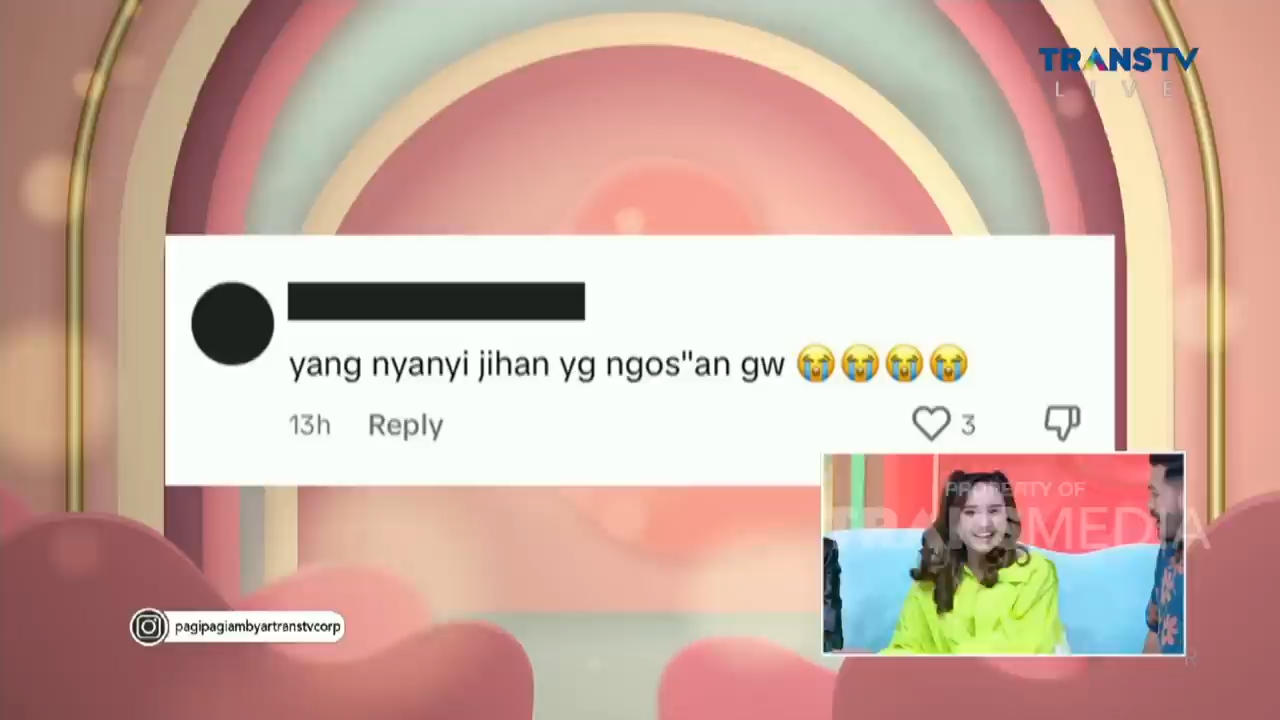 TRANSTV
LIVE
yang nyanyi jihan yg ngos"an gw 😭😭😭😭
13h Reply 3
PROPERTY OF
TRANSMEDIA
pagipagiambyartranstvcorp